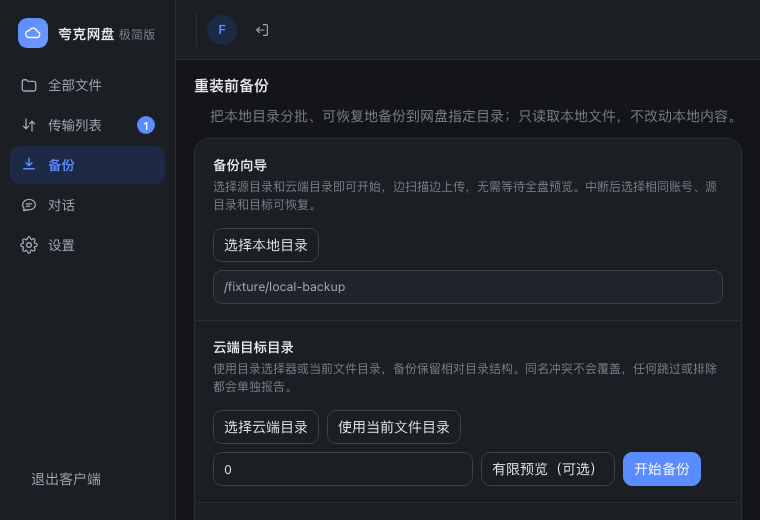 夸克网盘 极简版
F
全部文件
传输列表 1
备份
对话
设置
退出客户端
重装前备份
把本地目录分批、可恢复地备份到网盘指定目录；只读取本地文件，不改动本地内容。
备份向导
选择源目录和云端目录即可开始，边扫描边上传，无需等待全盘预览。中断后选择相同账号、源
目录和目标可恢复。
选择本地目录
/fixture/local-backup
云端目标目录
使用目录选择器或当前文件目录，备份保留相对目录结构。同名冲突不会覆盖，任何跳过或排除
都会单独报告。
选择云端目录 使用当前文件目录
0 有限预览（可选） 开始备份